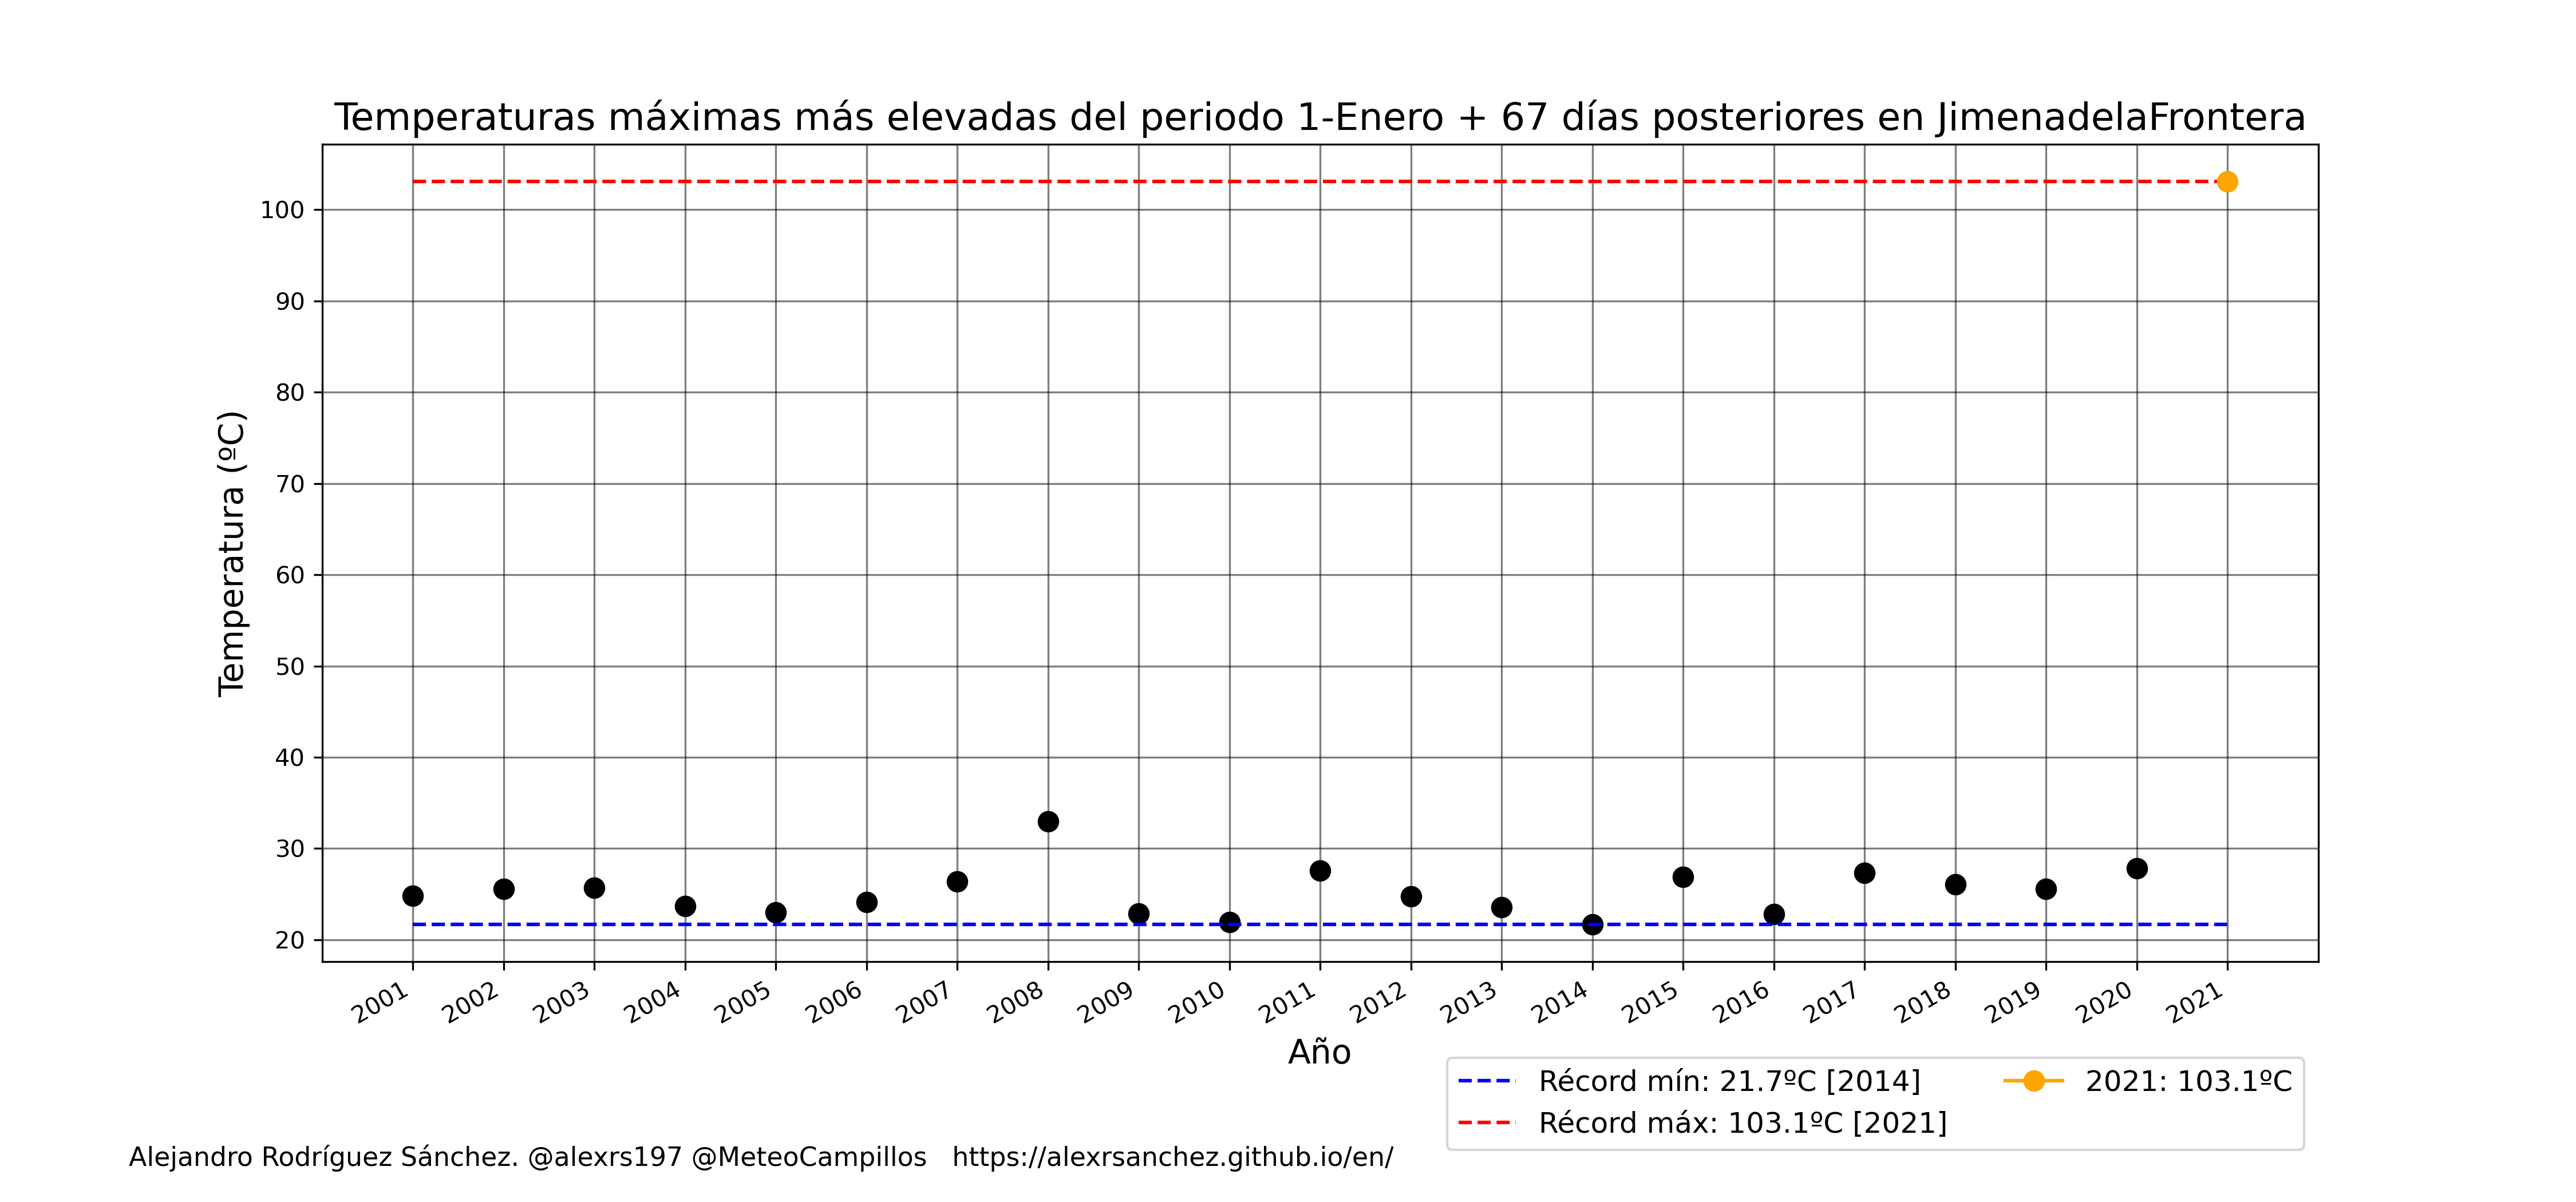 Temperaturas máximas más elevadas del periodo 1-Enero + 67 días posteriores en JimenadelaFrontera
Temperatura (ºC)
100
90
80
70
60
50
40
30
20
2001 2002 2003 2004 2005 2006 2007 2008 2009 2010 2011 2012 2013 2014 2015 2016 2017 2018 2019 2020 2021
Año
Récord mín: 21.7ºC [2014]
Récord máx: 103.1ºC [2021]
2021: 103.1ºC
Alejandro Rodríguez Sánchez. @alexrs197 @MeteoCampillos https://alexrsanchez.github.io/en/